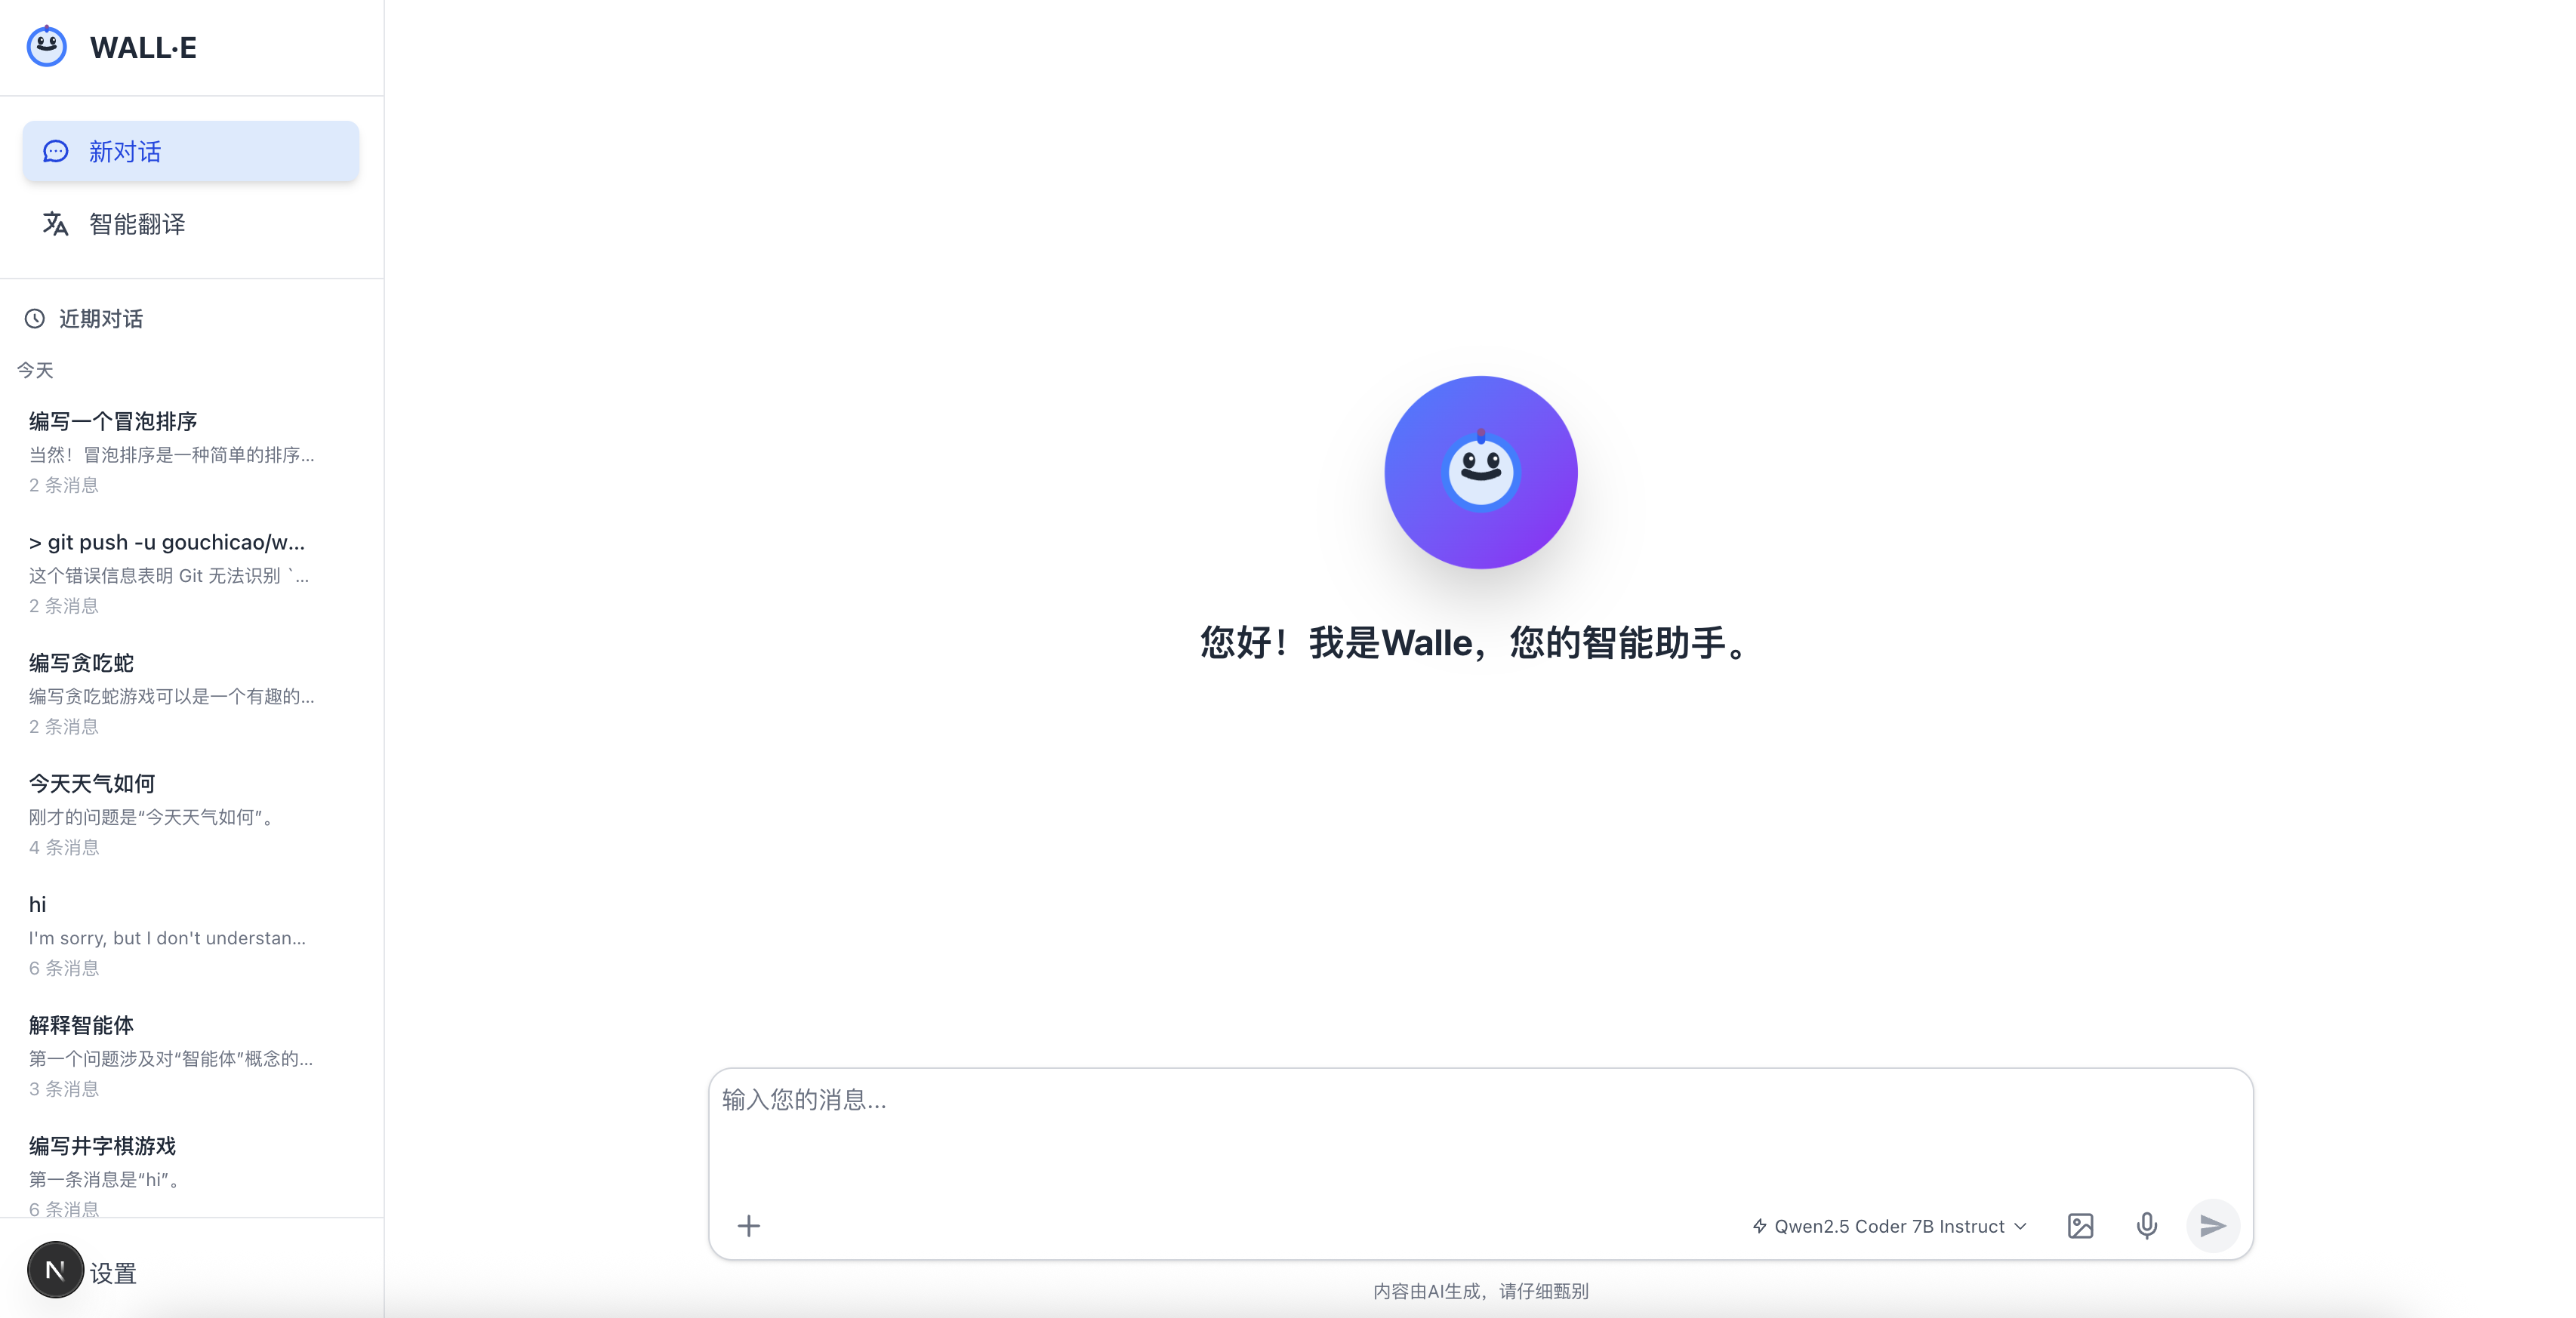 WALL·E
新对话
智能翻译
近期对话
今天
编写一个冒泡排序
当然！冒泡排序是一种简单的排序...
2 条消息
> git push -u gouchicao/w...
这个错误信息表明 Git 无法识别 `...
2 条消息
编写贪吃蛇
编写贪吃蛇游戏可以是一个有趣的...
2 条消息
今天天气如何
刚才的问题是“今天天气如何”。
4 条消息
hi
I'm sorry, but I don't understan...
6 条消息
解释智能体
第一个问题涉及对“智能体”概念的...
3 条消息
编写井字棋游戏
第一条消息是“hi”。
6 条消息
N 设置
您好！我是Walle，您的智能助手。
输入您的消息...
Qwen2.5 Coder 7B Instruct
内容由AI生成，请仔细甄别